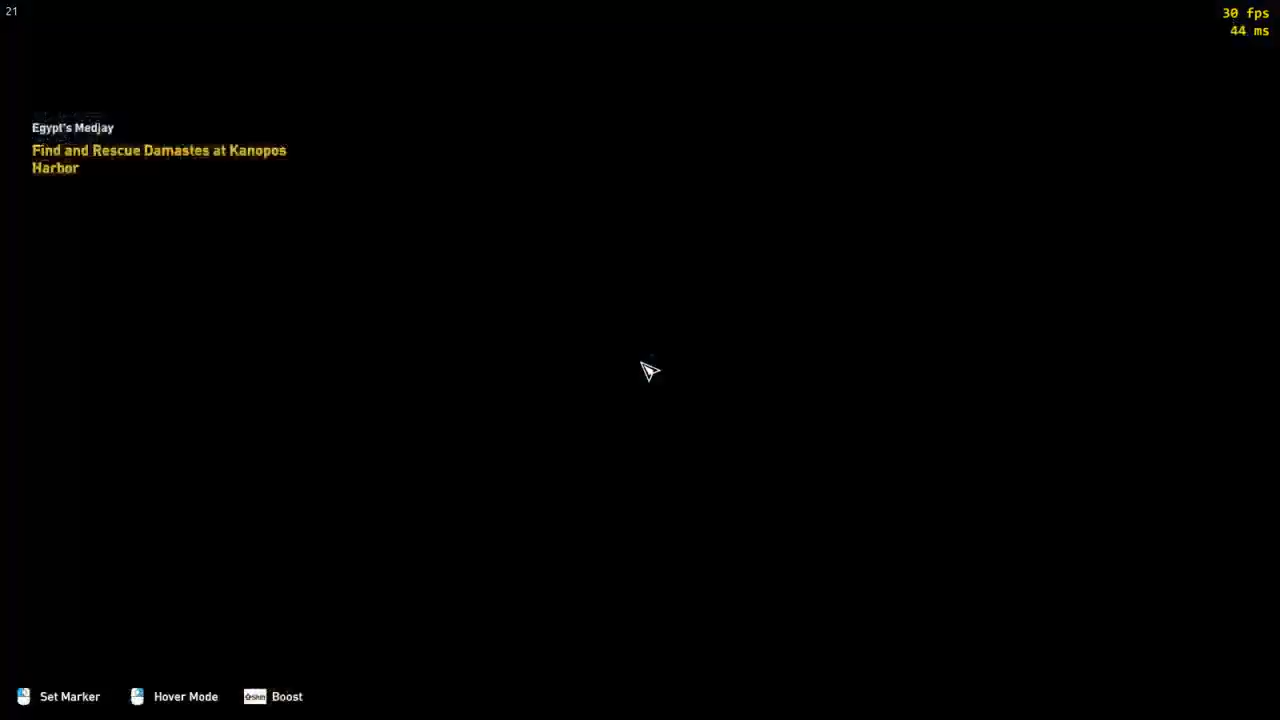 21
30 fps
44 ms
Egypt's Medjay
Find and Rescue Damastes at Kanopos
Harbor
Set Marker
Hover Mode
Shift
Boost